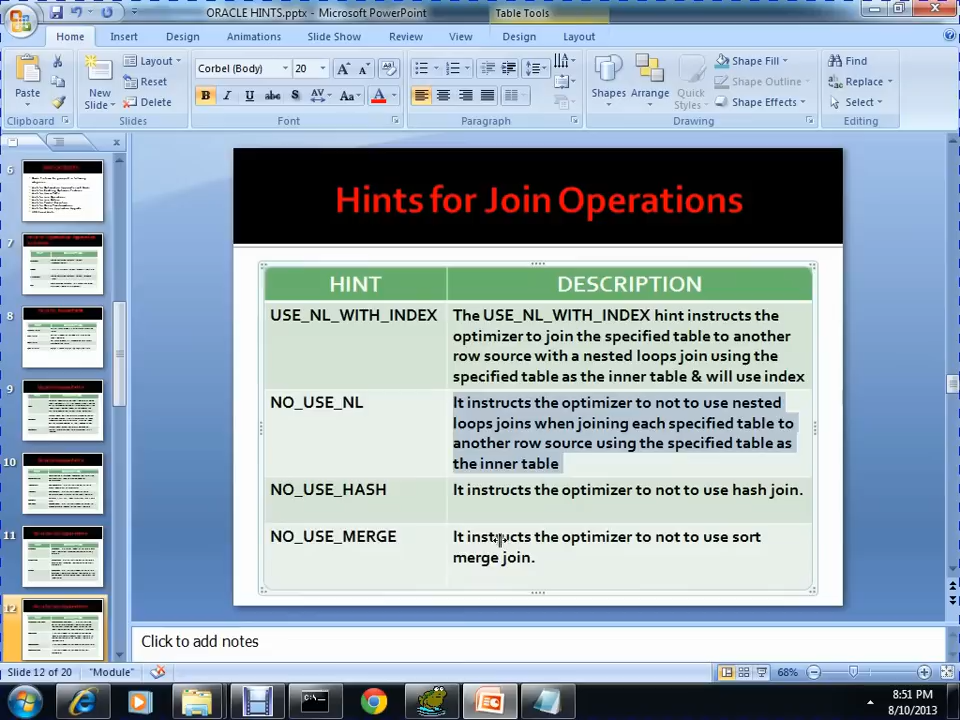 ORACLE HINTS.pptx - Microsoft PowerPoint
Table Tools
Home Insert Design Animations Slide Show Review View Design Layout
Paste
Clipboard
New
Slide
Layout
Reset
Delete
Slides
Corbel (Body) 20
B I U abc S AV Aa A
Font
Paragraph
Shapes
Arrange
Quick
Styles
Shape Fill
Shape Outline
Shape Effects
Drawing
Find
Replace
Select
Editing
6
7
8
9
10
11
12
Hints for Join Operations
HINT DESCRIPTION
USE_NL_WITH_INDEX The USE_NL_WITH_INDEX hint instructs the
optimizer to join the specified table to another
row source with a nested loops join using the
specified table as the inner table & will use index
NO_USE_NL It instructs the optimizer to not to use nested
loops joins when joining each specified table to
another row source using the specified table as
the inner table
NO_USE_HASH It instructs the optimizer to not to use hash join.
NO_USE_MERGE It instructs the optimizer to not to use sort
merge join.
Click to add notes
Slide 12 of 20 "Module" 68%
8:51 PM
8/10/2013